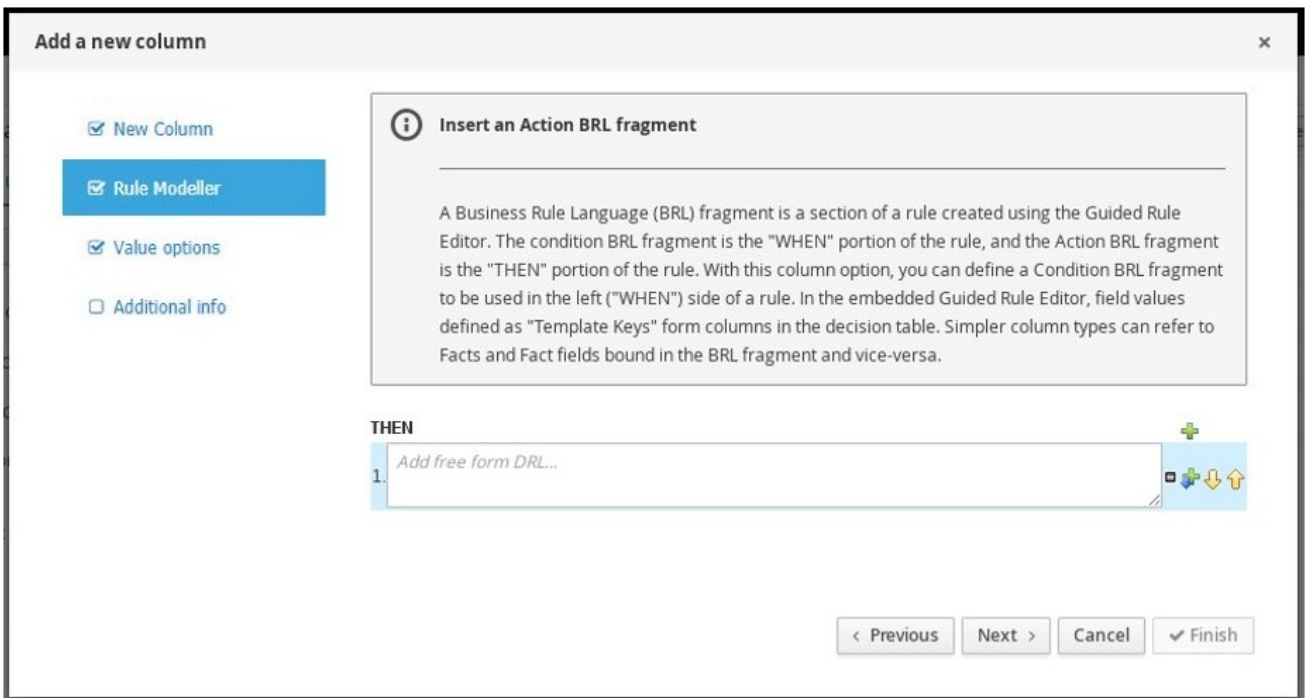 Add a new column
×
New Column
Rule Modeller
Value options
Additional info
Insert an Action BRL fragment
A Business Rule Language (BRL) fragment is a section of a rule created using the Guided Rule
Editor. The condition BRL fragment is the "WHEN" portion of the rule, and the Action BRL fragment
is the "THEN" portion of the rule. With this column option, you can define a Condition BRL fragment
to be used in the left ("WHEN") side of a rule. In the embedded Guided Rule Editor, field values
defined as "Template Keys" form columns in the decision table. Simpler column types can refer to
Facts and Fact fields bound in the BRL fragment and vice-versa.
THEN
1. Add free form DRL...
< Previous
Next >
Cancel
✔ Finish